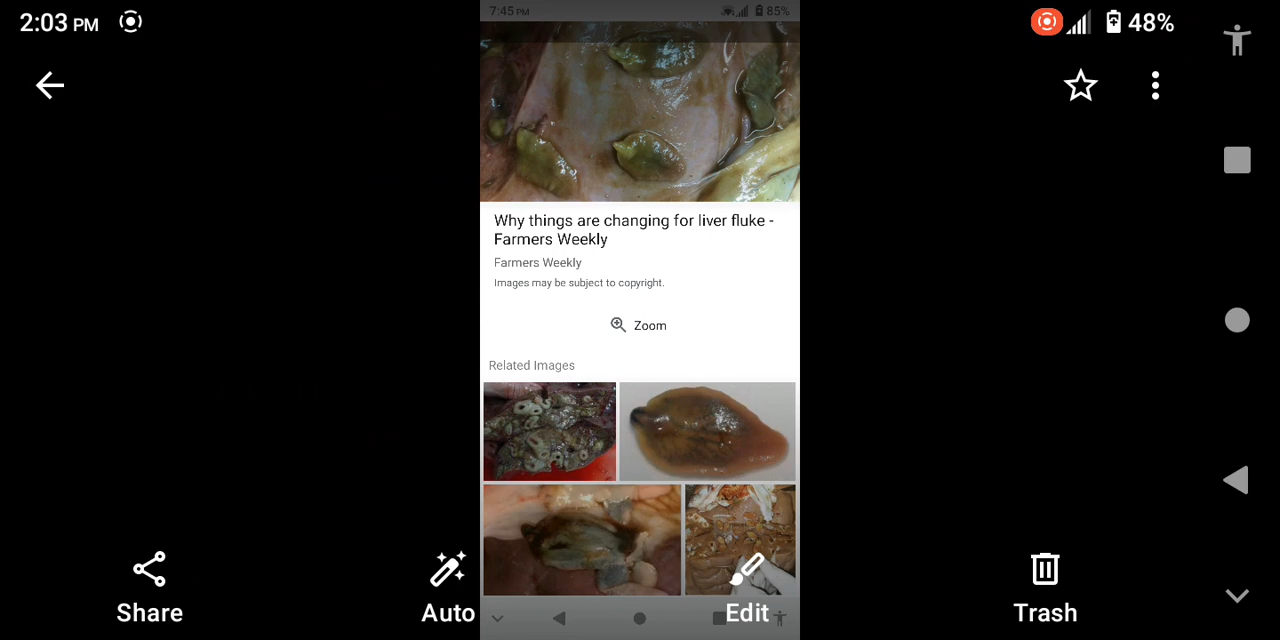 2:03 PM
48%
7:45 PM
85%
Why things are changing for liver fluke -
Farmers Weekly
Farmers Weekly
Images may be subject to copyright.
Zoom
Related Images
Share
Auto
Edit
Trash